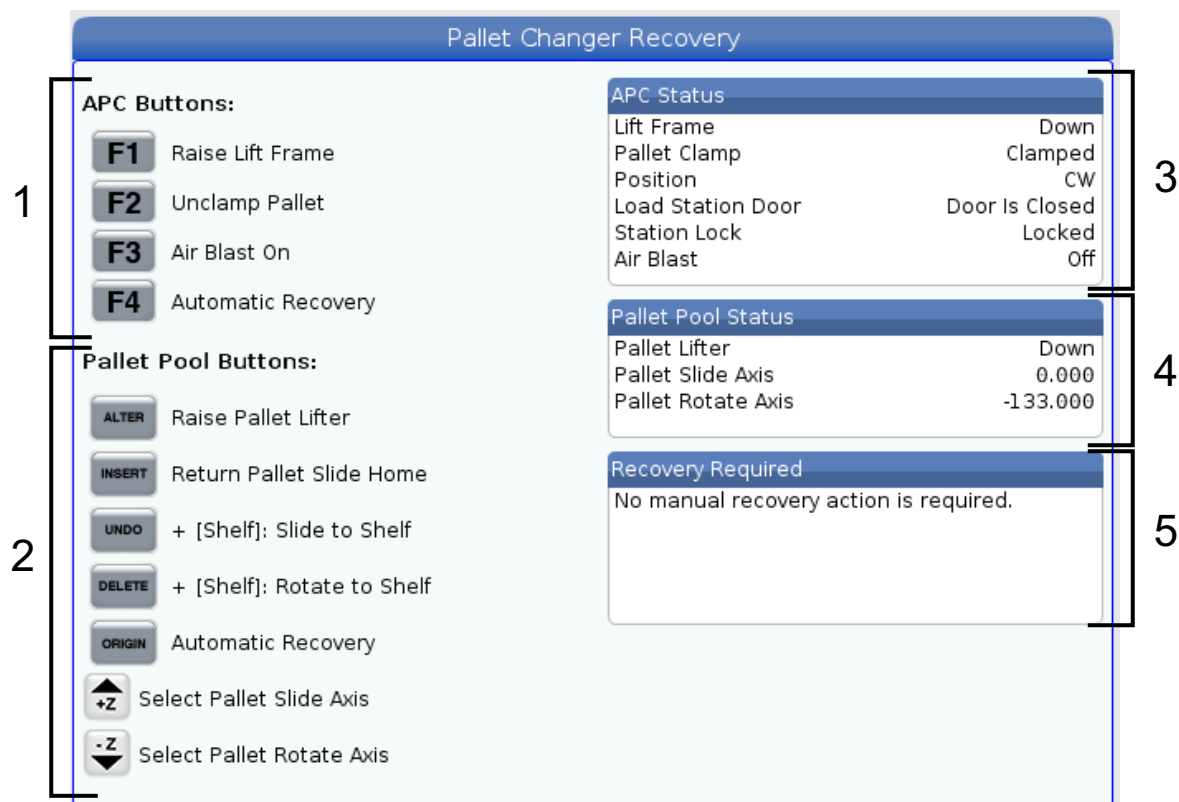 Pallet Changer Recovery
1
APC Buttons:
F1 Raise Lift Frame
F2 Unclamp Pallet
F3 Air Blast On
F4 Automatic Recovery
2
Pallet Pool Buttons:
ALTER Raise Pallet Lifter
INSERT Return Pallet Slide Home
UNDO + [Shelf]: Slide to Shelf
DELETE + [Shelf]: Rotate to Shelf
ORIGIN Automatic Recovery
+Z Select Pallet Slide Axis
-Z Select Pallet Rotate Axis
3
APC Status
Lift Frame Down
Pallet Clamp Clamped
Position CW
Load Station Door Door Is Closed
Station Lock Locked
Air Blast Off
4
Pallet Pool Status
Pallet Lifter Down
Pallet Slide Axis 0.000
Pallet Rotate Axis -133.000
5
Recovery Required
No manual recovery action is required.